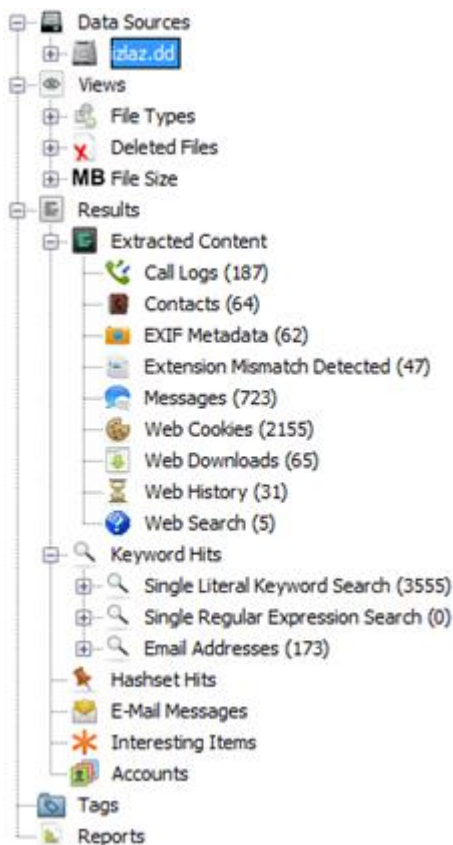 Data Sources
izlaz.dd
Views
File Types
Deleted Files
MB File Size
Results
Extracted Content
Call Logs (187)
Contacts (64)
EXIF Metadata (62)
Extension Mismatch Detected (47)
Messages (723)
Web Cookies (2155)
Web Downloads (65)
Web History (31)
Web Search (5)
Keyword Hits
Single Literal Keyword Search (3555)
Single Regular Expression Search (0)
Email Addresses (173)
Hashset Hits
E-Mail Messages
Interesting Items
Accounts
Tags
Reports